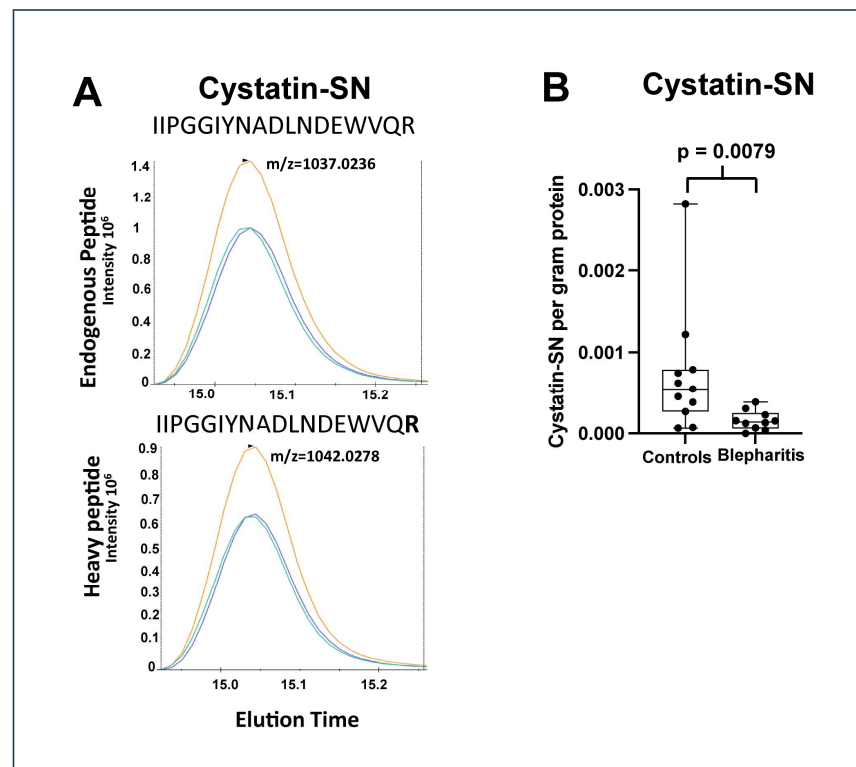 A
Cystatin-SN
IIPGGIYNADLNDEWVQR
m/z=1037.0236
Endogenous Peptide
Intensity 10⁶
1.4
1.2
1
0.8
0.6
0.4
0.2
0
15.0
15.1
15.2
IIPGGIYNADLNDEWVQR
m/z=1042.0278
Heavy peptide
Intensity 10⁶
0.9
0.8
0.7
0.6
0.5
0.4
0.3
0.2
0.1
0
15.0
15.1
15.2
Elution Time
B
Cystatin-SN
p = 0.0079
Cystatin-SN per gram protein
0.003
0.002
0.001
0.000
Controls
Blepharitis